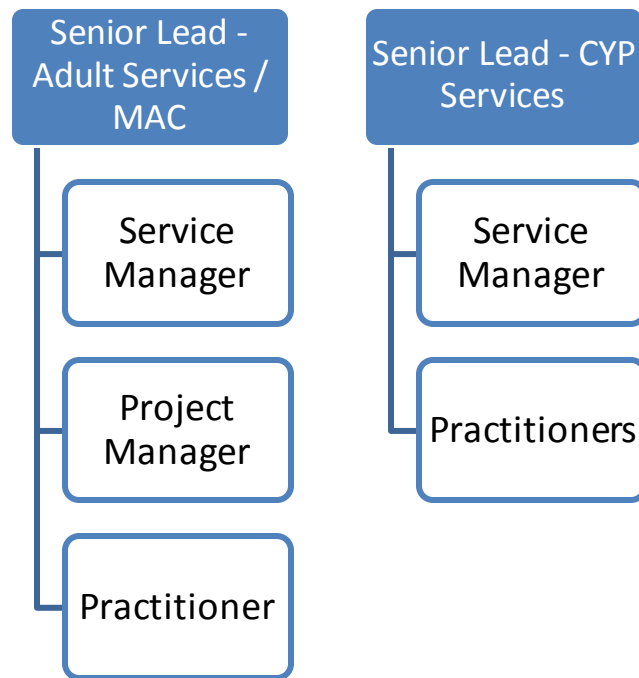 Senior Lead -
Adult Services /
MAC
Service
Manager
Project
Manager
Practitioner
Senior Lead - CYP
Services
Service
Manager
Practitioners